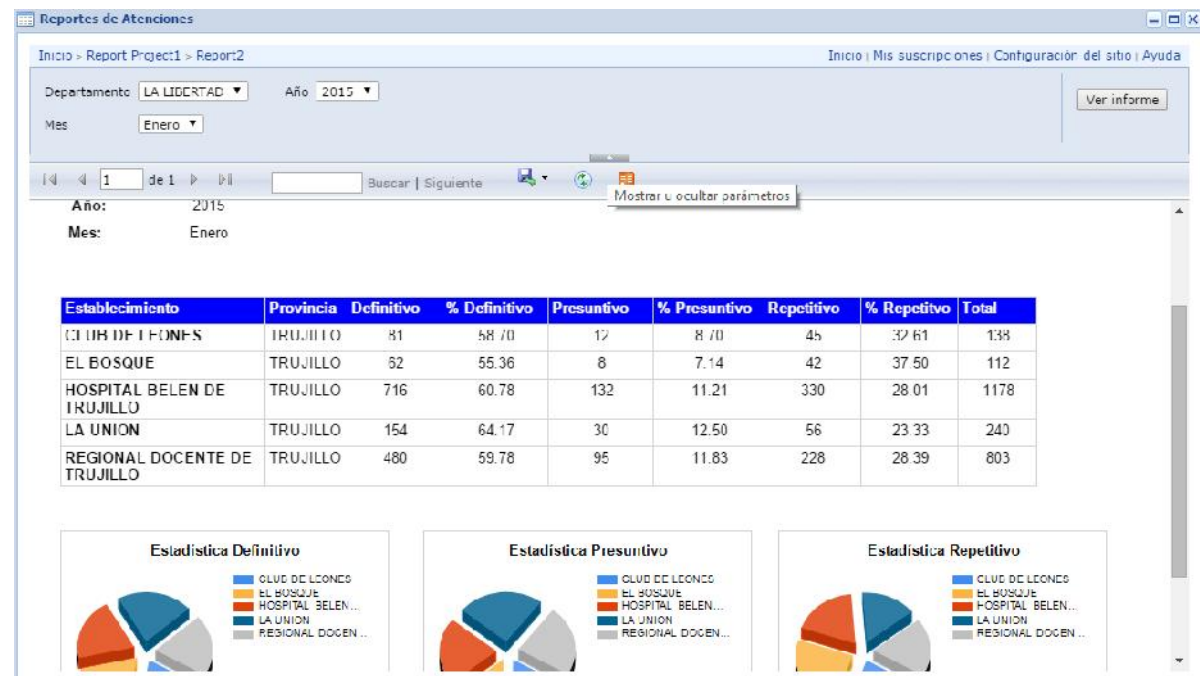 Reportes de Atenciones
Inicio > Report Project1 > Report2
Inicio | Mis suscripciones | Configuración del sitio | Ayuda
Departamento LA LIBERTAD Año 2015
Ver informe
Mes Enero
1 de 1 Buscar | Siguiente
Mostrar u ocultar parámetros
Año: 2015
Mes: Enero
Establecimiento Provincia Definitivo % Definitivo Presuntivo % Presuntivo Repetitivo % Repetitvo Total
CLUB DE LEONES TRUJILLO 81 58.70 12 8.70 45 32.61 138
EL BOSQUE TRUJILLO 62 55.36 8 7.14 42 37.50 112
HOSPITAL BELEN DE TRUJILLO 716 60.78 132 11.21 330 28.01 1178
TRUJILLO
LA UNION TRUJILLO 154 64.17 30 12.50 56 23.33 240
REGIONAL DOCENTE DE TRUJILLO 480 59.78 95 11.83 228 28.39 803
TRUJILLO
Estadística Definitivo
CLUB DE LEONES
EL BOSQUE
HOSPITAL BELEN...
LA UNION
REGIONAL DOCEN...
Estadística Presuntivo
CLUB DE LEONES
EL BOSQUE
HOSPITAL BELEN...
LA UNION
REGIONAL DOCEN...
Estadística Repetitivo
CLUB DE LEONES
EL BOSQUE
HOSPITAL BELEN...
LA UNION
REGIONAL DOCEN...